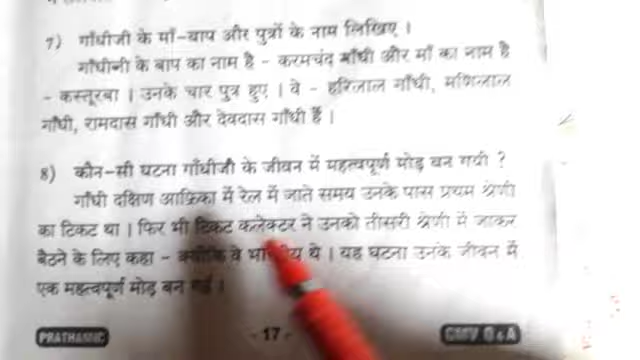 7) गाँधीजी के माँ-बाप और पुत्रों के नाम लिखिए ।
गाँधीजी के बाप का नाम है - करमचंद गाँधी और माँ का नाम है
- कस्तूरबा । उनके चार पुत्र हुए । वे - हरिलाल गाँधी, मणिलाल
गाँधी, रामदास गाँधी और देवदास गाँधी हैं ।
8) कौन-सी घटना गाँधीजी के जीवन में महत्वपूर्ण मोड़ बन गयी ?
गाँधी दक्षिण आफ्रिका में रेल में जाते समय उनके पास प्रथम श्रेणी
का टिकट था । फिर भी टिकट कलेक्टर ने उनको तीसरी श्रेणी में जाकर
बैठने के लिए कहा - क्योंकि वे भारतीय थे । यह घटना उनके जीवन में
एक महत्वपूर्ण मोड़ बन गई ।
- 17 -
GMV Q & A